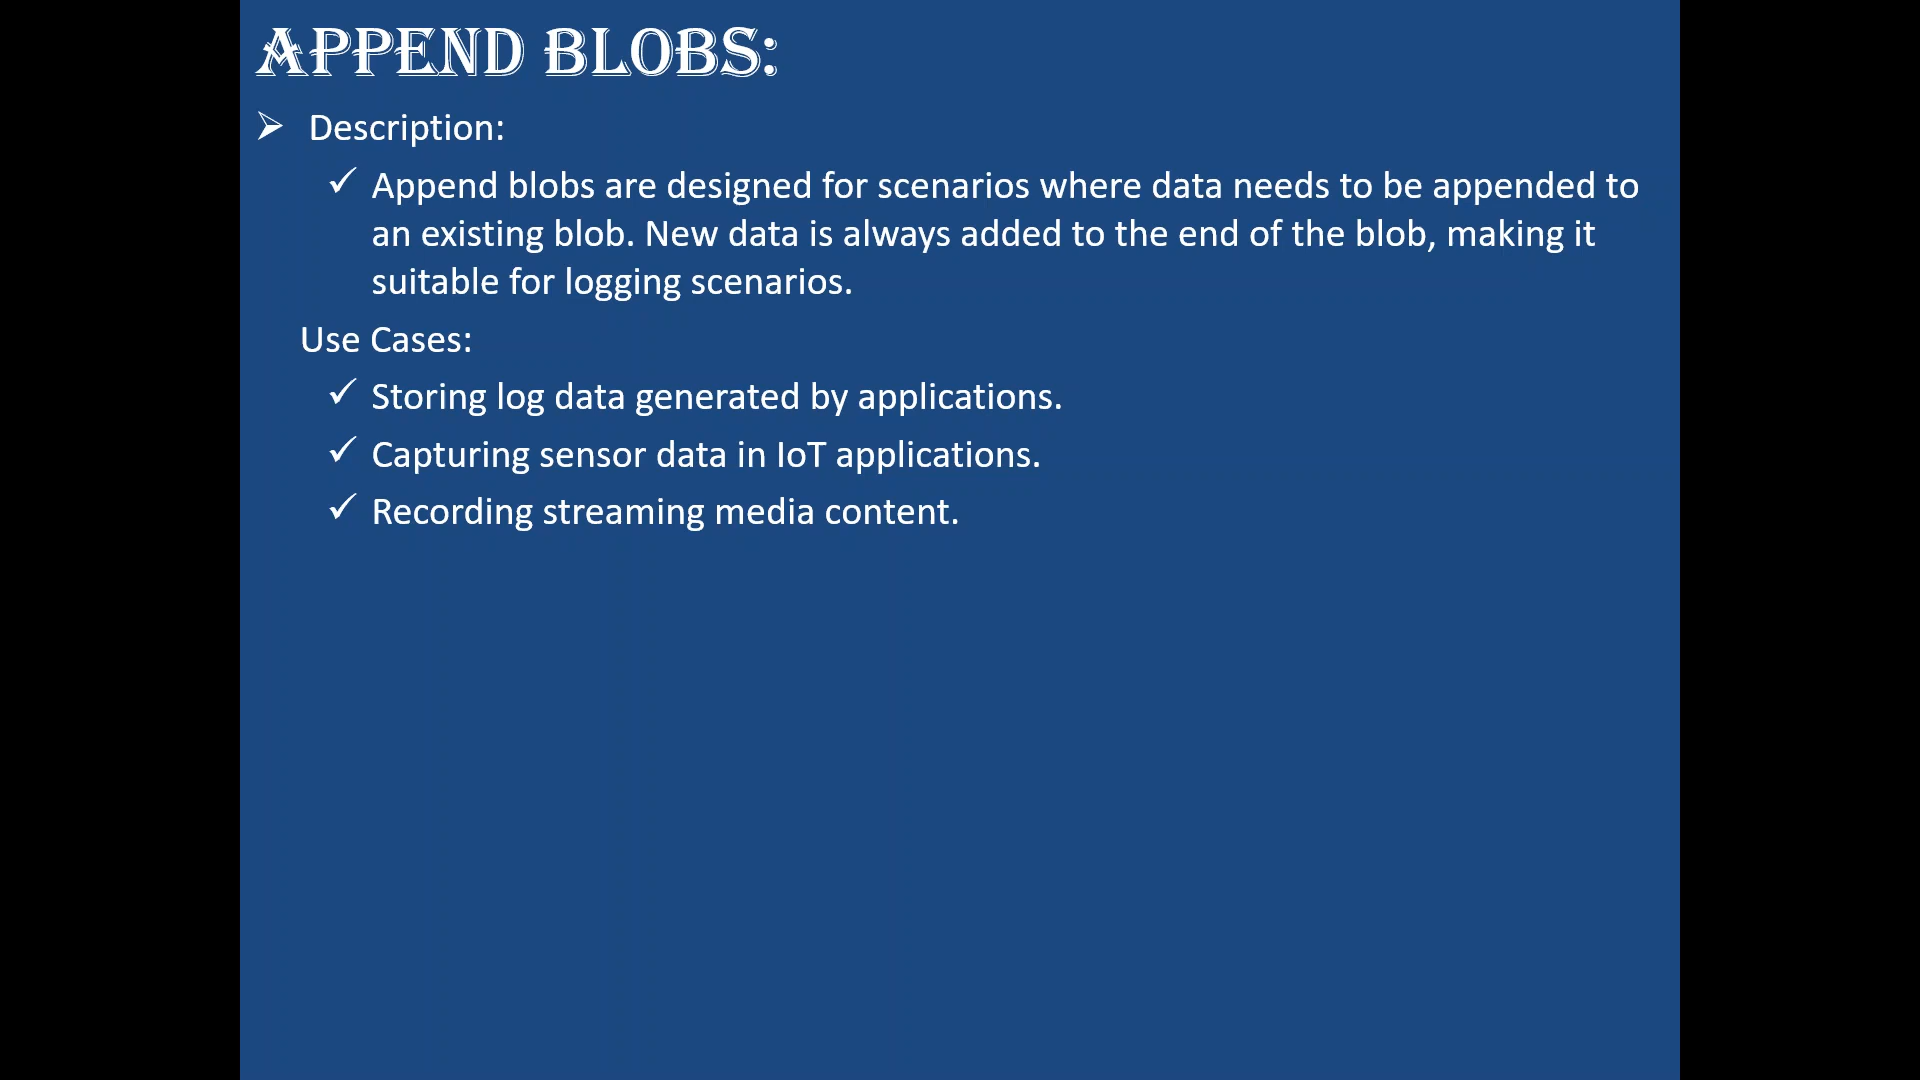 APPEND BLOBS:
➢ Description:
✓ Append blobs are designed for scenarios where data needs to be appended to
an existing blob. New data is always added to the end of the blob, making it
suitable for logging scenarios.
Use Cases:
✓ Storing log data generated by applications.
✓ Capturing sensor data in IoT applications.
✓ Recording streaming media content.